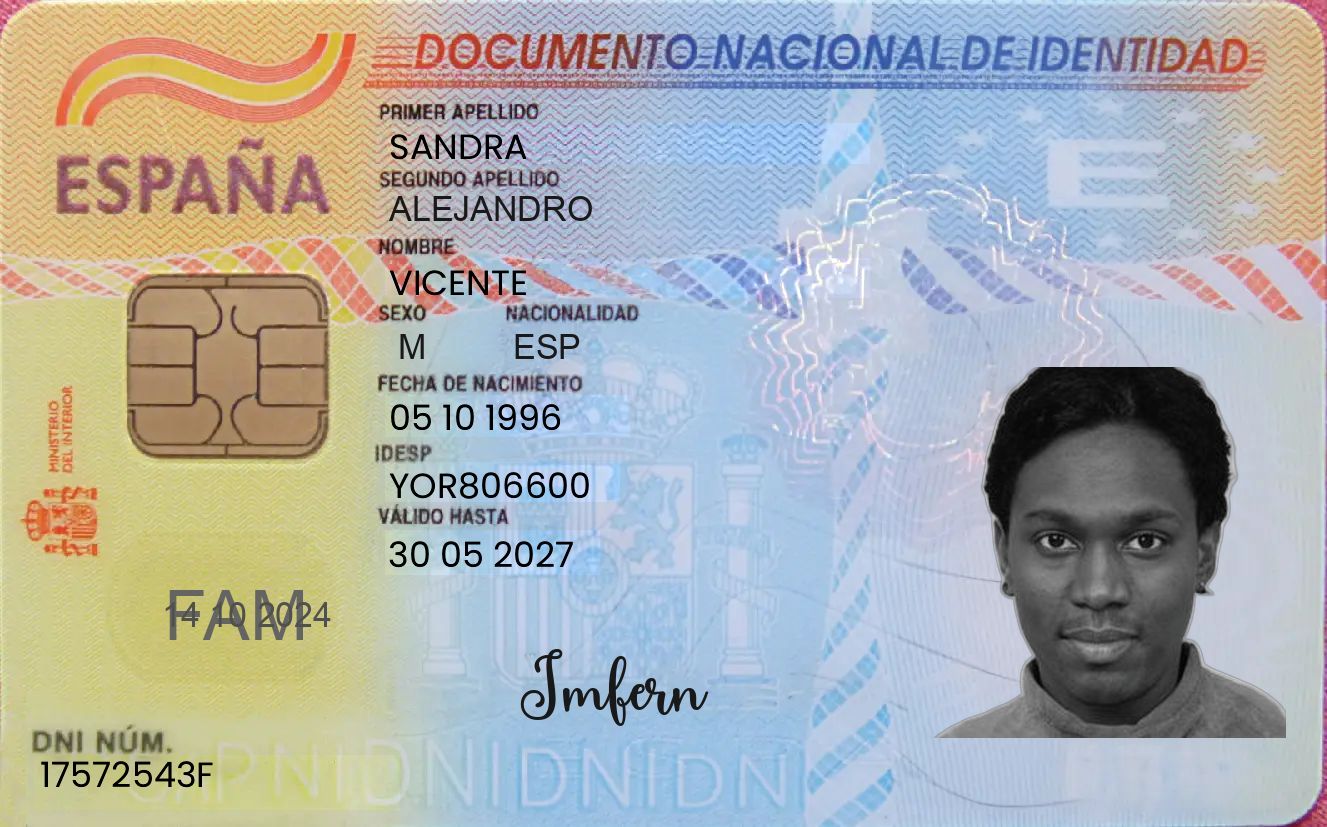 DOCUMENTO NACIONAL DE IDENTIDAD
ESPAÑA
PRIMER APELLIDO
SANDRA
SEGUNDO APELLIDO
ALEJANDRO
NOMBRE
VICENTE
SEXO NACIONALIDAD
M ESP
FECHA DE NACIMIENTO
05 10 1996
IDESP
YOR806600
VÁLIDO HASTA
30 05 2027
MINISTERIO
DEL INTERIOR
E
FAM
14 10 2024
Jmfern
DNI NÚM.
17572543F
DNIDNIDNIDN